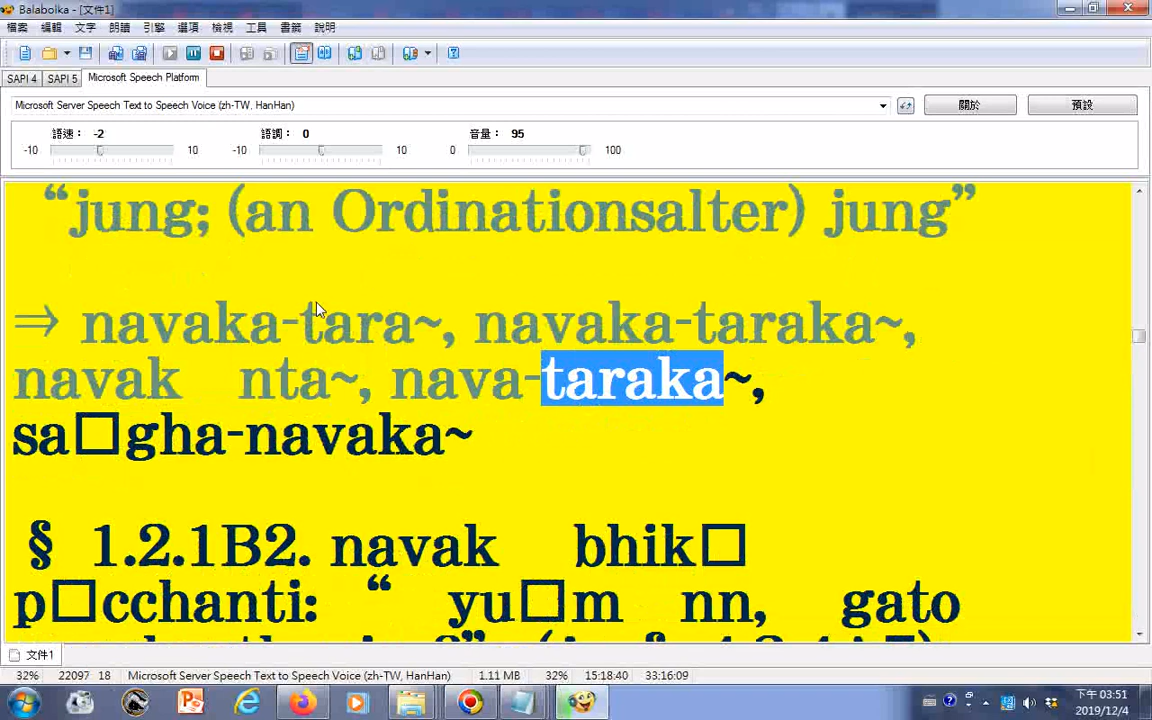 Balabolka - [文件1]
檔案 編輯 文字 朗讀 引擎 選項 檢視 工具 書籤 說明
SAPI 4 SAPI 5 Microsoft Speech Platform
Microsoft Server Speech Text to Speech Voice (zh-TW, HanHan) 關於 預設
語速： -2 語調： 0 音量： 95
-10 10 -10 10 0 100
“jung; (an Ordinationsalter) jung”
⇒ navaka-tara~, navaka-taraka~,
navak nta~, nava-taraka~,
sa□gha-navaka~
§ 1.2.1B2. navak bhik□
p□cchanti: “ yu□m nn, gato
文件1
32% 22097 18 Microsoft Server Speech Text to Speech Voice (zh-TW, HanHan) 1.11 MB 32% 15:18:40 33:16:09
下午 03:51
2019/12/4